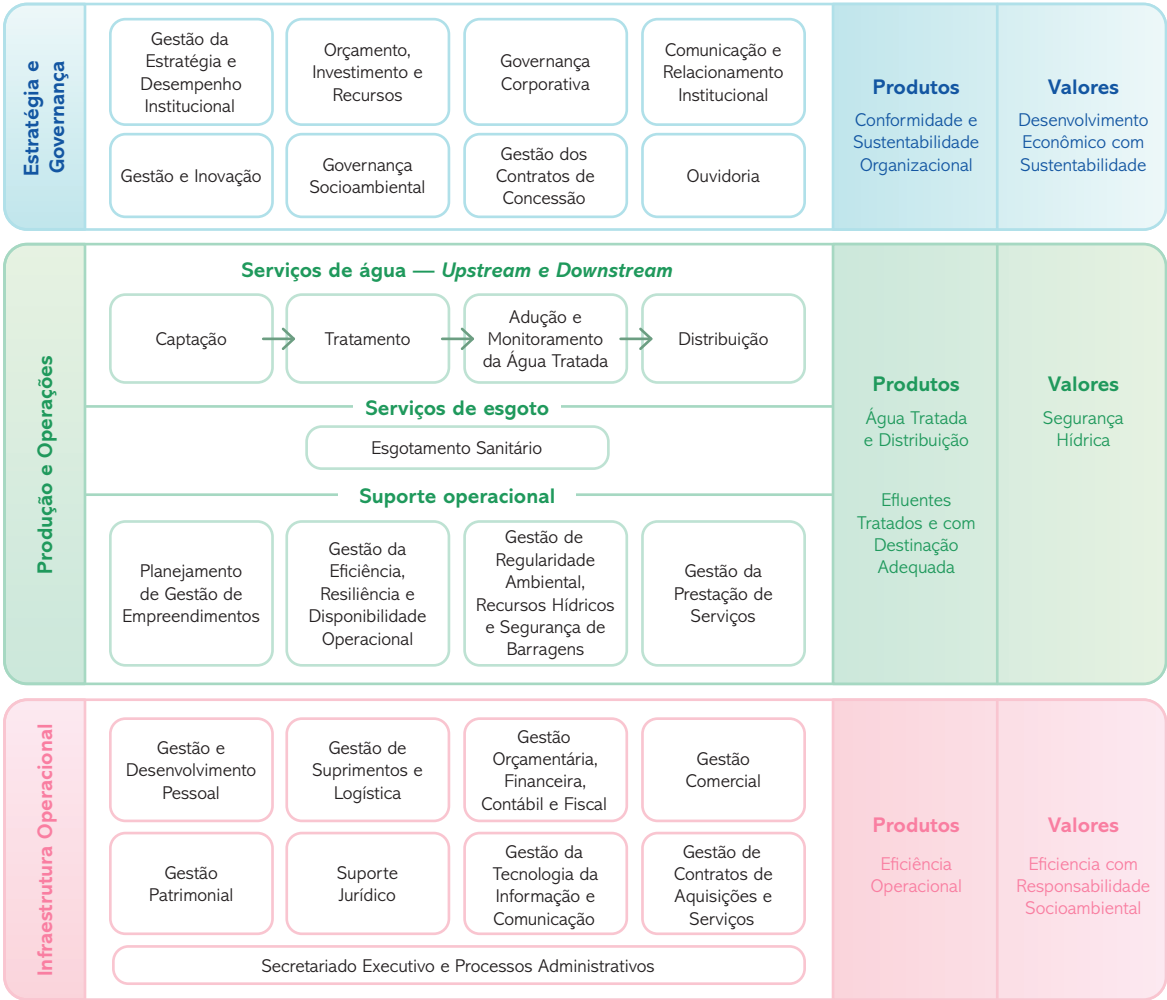 Estratégia e
Governança
Gestão da
Estratégia e
Desempenho
Institucional
Orçamento,
Investimento e
Recursos
Governança
Corporativa
Comunicação e
Relacionamento
Institucional
Gestão e Inovação
Governança
Socioambiental
Gestão dos
Contratos de
Concessão
Ouvidoria
Produtos
Conformidade e
Sustentabilidade
Organizacional
Valores
Desenvolvimento
Econômico com
Sustentabilidade
Produção e Operações
Serviços de água — Upstream e Downstream
Captação
Tratamento
Adução e
Monitoramento
da Água Tratada
Distribuição
Serviços de esgoto
Esgotamento Sanitário
Suporte operacional
Planejamento
de Gestão de
Empreendimentos
Gestão da
Eficiência,
Resiliência e
Disponibilidade
Operacional
Gestão de
Regularidade
Ambiental,
Recursos Hídricos
e Segurança de
Barragens
Gestão da
Prestação de
Serviços
Produtos
Água Tratada
e Distribuição
Efluentes
Tratados e com
Destinação
Adequada
Valores
Segurança
Hídrica
Infraestrutura Operacional
Gestão e
Desenvolvimento
Pessoal
Gestão de
Suprimentos e
Logística
Gestão
Orçamentária,
Financeira,
Contábil e Fiscal
Gestão
Comercial
Gestão
Patrimonial
Suporte
Jurídico
Gestão da
Tecnologia da
Informação e
Comunicação
Gestão de
Contratos de
Aquisições e
Serviços
Secretariado Executivo e Processos Administrativos
Produtos
Eficiência
Operacional
Valores
Eficiencia com
Responsabilidade
Socioambiental